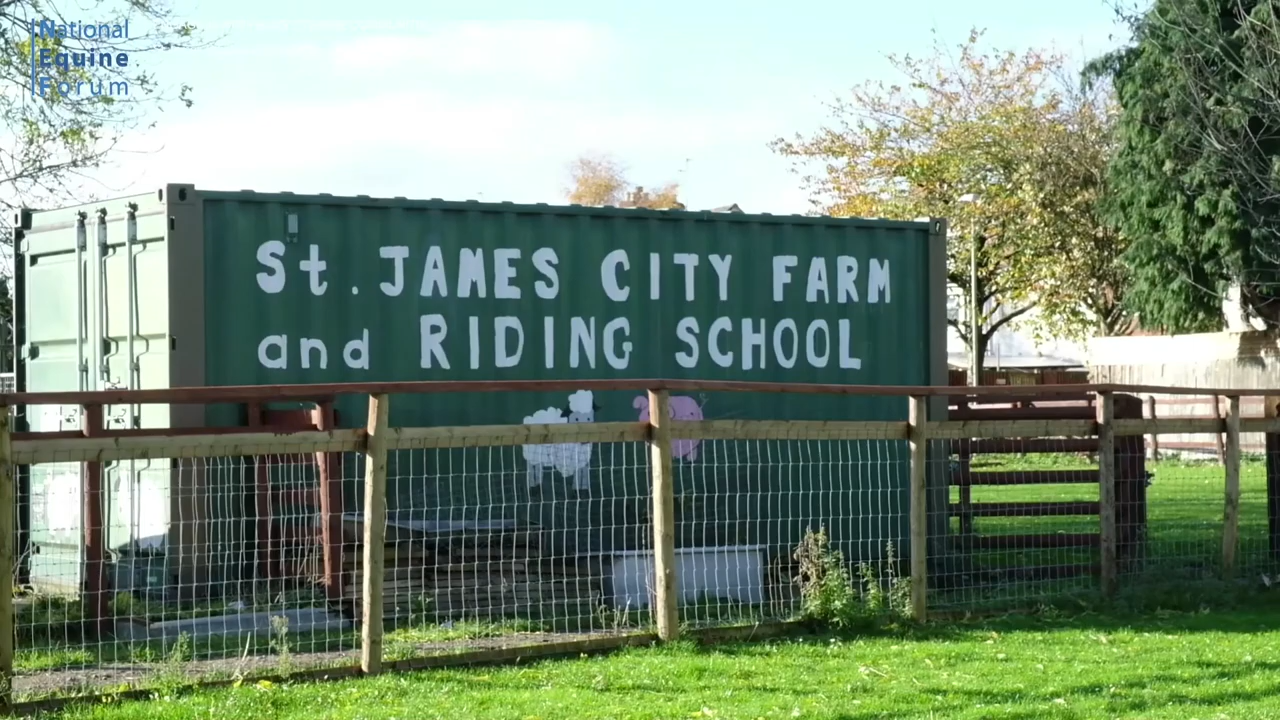 National
Equine
Forum
St. JAMES CITY FARM
and RIDING SCHOOL